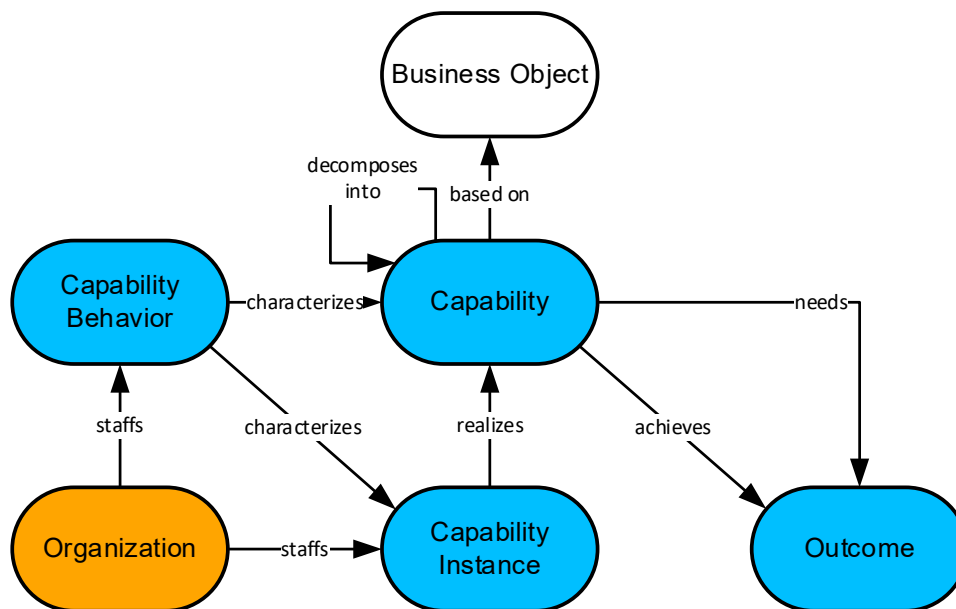 Business Object
decomposes
into
based on
Capability
Behavior
characterizes
Capability
needs
staffs
characterizes
realizes
achieves
Organization
staffs
Capability
Instance
Outcome